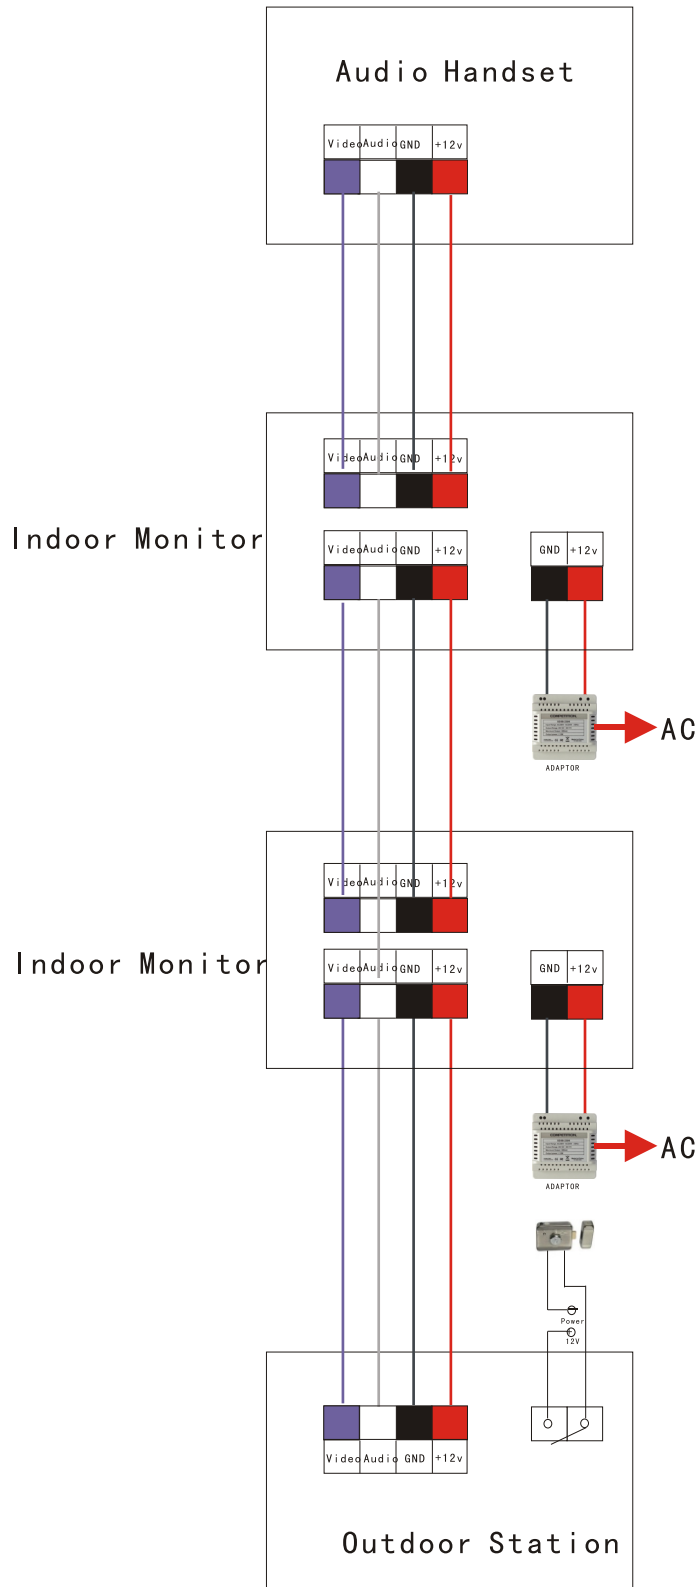 Audio Handset
Video Audio GND +12v
Video Audio GND +12v
Indoor Monitor
Video Audio GND +12v
GND +12v
AC
ADAPTOR
Video Audio GND +12v
Indoor Monitor
Video Audio GND +12v
GND +12v
AC
ADAPTOR
Power
12V
Video Audio GND +12v
Outdoor Station